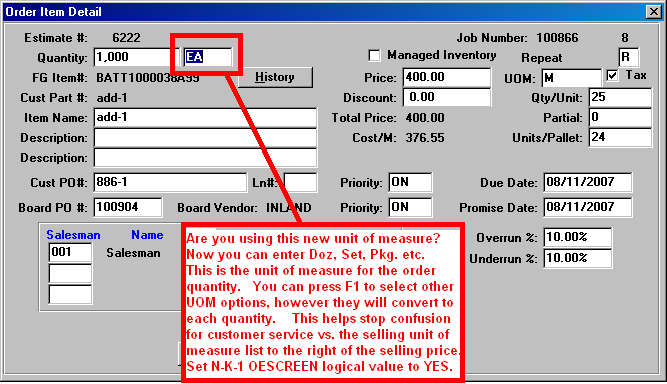 Order Item Detail
Estimate #: 6222 Job Number: 100866 8
Quantity: 1,000 EA Managed Inventory Repeat R
FG Item#: BATT1000038A99 History Price: 400.00 UOM: M Tax
Cust Part #: add-1 Discount: 0.00 Qty/Unit: 25
Item Name: add-1 Total Price: 400.00 Partial: 0
Description: Cost/M: 376.55 Units/Pallet: 24
Description:
Cust PO#: 886-1 Ln#: Priority: ON Due Date: 08/11/2007
Board PO #: 100904 Board Vendor: INLAND Priority: ON Promise Date: 08/11/2007
Salesman Name Overrun %: 10.00%
001 Salesman Underrun %: 10.00%
Are you using this new unit of measure?
Now you can enter Doz, Set, Pkg. etc.
This is the unit of measure for the order
quantity. You can press F1 to select other
UOM options, however they will convert to
each quantity. This helps stop confusion
for customer service vs. the selling unit of
measure list to the right of the selling price.
Set N-K-1 OESCREEN logical value to YES.